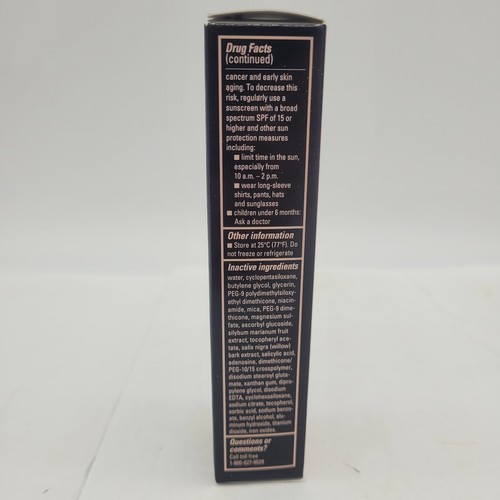 Drug Facts
(continued)
cancer and early skin
aging. To decrease this
risk, regularly use a
sunscreen with a broad
spectrum SPF of 15 or
higher and other sun
protection measures
including:
■ limit time in the sun,
especially from
10 a.m. – 2 p.m.
■ wear long-sleeve
shirts, pants, hats
and sunglasses
■ children under 6 months:
Ask a doctor
Other information
■ Store at 25°C (77°F). Do
not freeze or refrigerate
Inactive ingredients
water, cyclopentasiloxane,
butylene glycol, glycerin,
PEG-9 polydimethylsiloxy-
ethyl dimethicone, niacin-
amide, mica, PEG-9 dime-
thicone, magnesium sul-
fate, ascorbyl glucoside,
silybum marianum fruit
extract, tocopheryl ace-
tate, salix nigra (willow)
bark extract, salicylic acid,
adenosine, dimethicone/
PEG-10/15 crosspolymer,
disodium stearoyl gluta-
mate, xanthan gum, dipro-
pylene glycol, disodium
EDTA, cyclohexasiloxane,
sodium citrate, tocopherol,
sorbic acid, sodium benzo-
ate, benzyl alcohol, alu-
minum hydroxide, titanium
dioxide, iron oxides.
Questions or
comments?
Call toll free